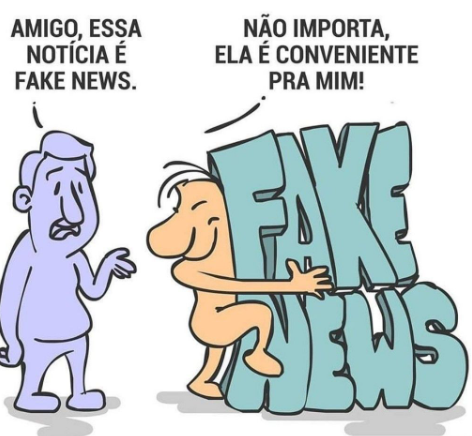 AMIGO, ESSA
NOTÍCIA É
FAKE NEWS.
NÃO IMPORTA,
ELA É CONVENIENTE
PRA MIM!
FAKE
NEWS